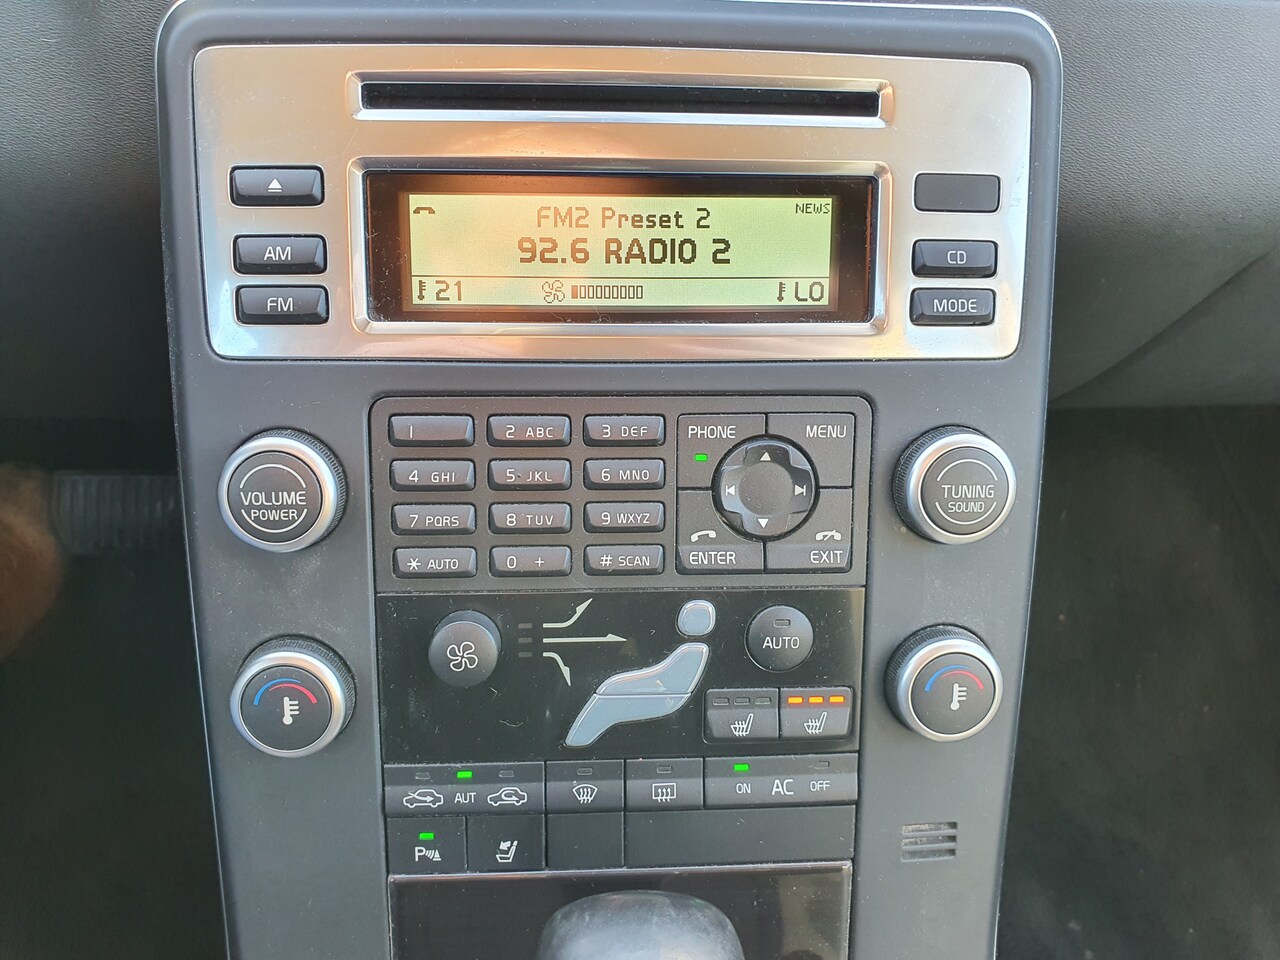 NEWS
FM2 Preset 2
92.6 RADIO 2
21
LO
AM
FM
CD
MODE
1
2 ABC
3 DEF
4 GHI
5 JKL
6 MNO
7 PQRS
8 TUV
9 WXYZ
* AUTO
0 +
# SCAN
PHONE
MENU
ENTER
EXIT
VOLUME
POWER
TUNING
SOUND
AUTO
AUT
ON
AC
OFF
P